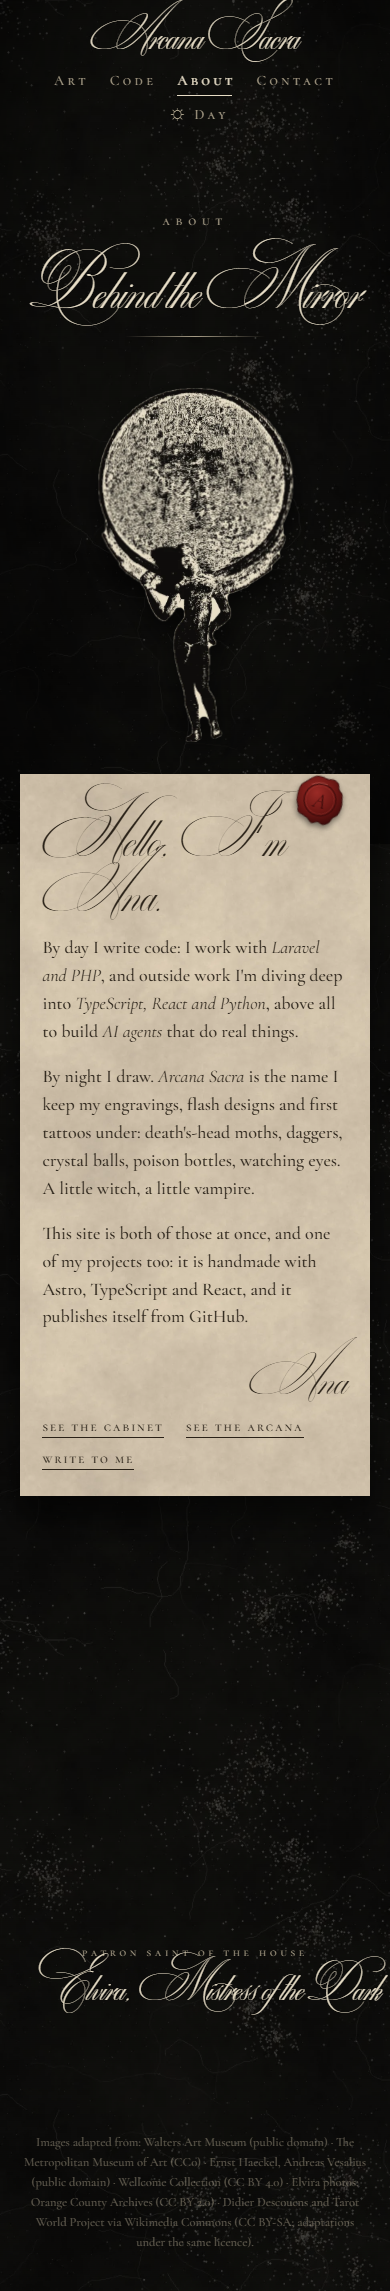 Arcana Sacra
Art Code About Contact
Day
ABOUT
Behind the Mirror
Hello. I'm
Ana.
A
By day I write code: I work with Laravel
and PHP, and outside work I'm diving deep
into TypeScript, React and Python, above all
to build AI agents that do real things.
By night I draw. Arcana Sacra is the name I
keep my engravings, flash designs and first
tattoos under: death's-head moths, daggers,
crystal balls, poison bottles, watching eyes.
A little witch, a little vampire.
This site is both of those at once, and one
of my projects too: it is handmade with
Astro, TypeScript and React, and it
publishes itself from GitHub.
Ana
SEE THE CABINET SEE THE ARCANA
WRITE TO ME
PATRON SAINT OF THE HOUSE
Elvira, Mistress of the Dark
Images adapted from: Walters Art Museum (public domain) · The
Metropolitan Museum of Art (CC0) · Ernst Haeckel, Andreas Vesalius
(public domain) · Wellcome Collection (CC BY 4.0) · Elvira photos:
Orange County Archives (CC BY 2.0) · Didier Descouens and Tarot
World Project via Wikimedia Commons (CC BY-SA; adaptations
under the same licence).